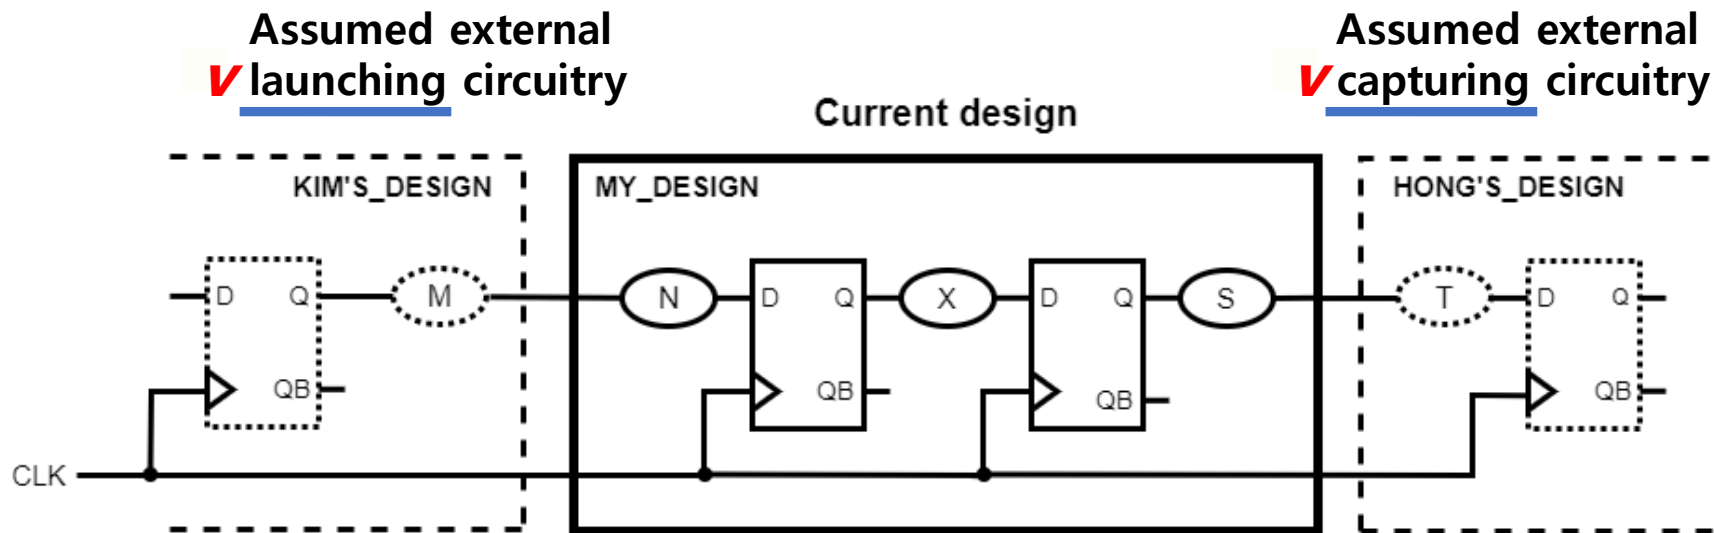 Assumed external
V launching circuitry
Assumed external
V capturing circuitry
Current design
KIM'S_DESIGN
MY_DESIGN
HONG'S_DESIGN
D Q M N D Q X D Q S T D Q
QB QB QB QB
CLK